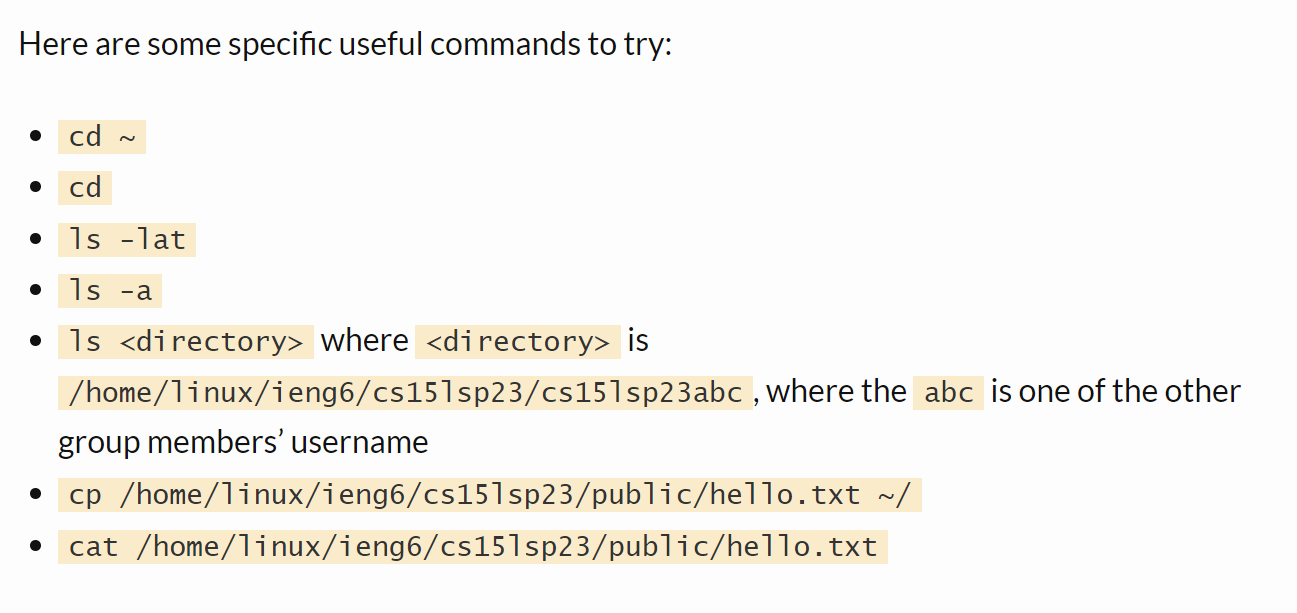 Here are some specific useful commands to try:
• cd ~
• cd
• ls -lat
• ls -a
• ls <directory> where <directory> is
/home/linux/ieng6/cs15lsp23/cs15lsp23abc, where the abc is one of the other
group members’ username
• cp /home/linux/ieng6/cs15lsp23/public/hello.txt ~/
• cat /home/linux/ieng6/cs15lsp23/public/hello.txt